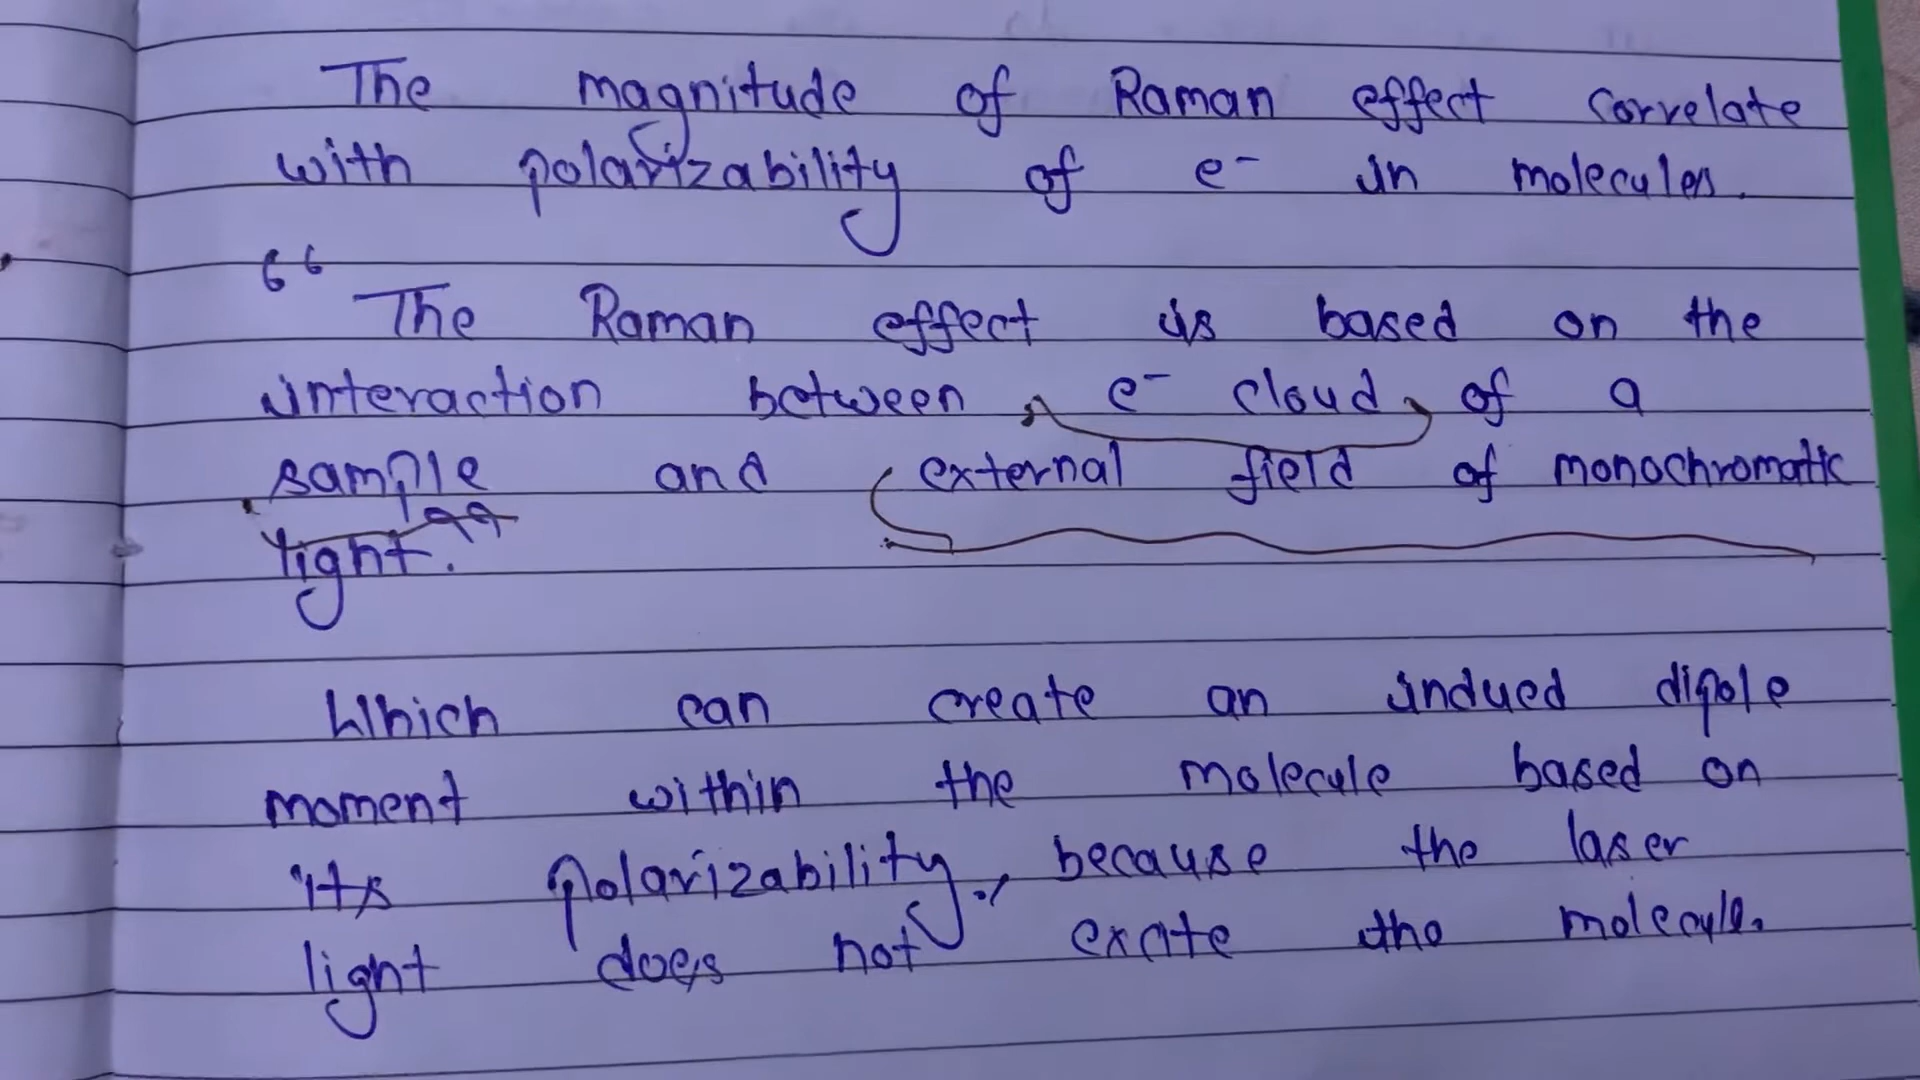 The magnitude of Raman effect correlate
with polarizability of e⁻ in molecules.
“ The Raman effect is based on the
interaction between e⁻ cloud of a
sample and external field of monochromatic
light.”
Which can create an indued dipole
moment within the molecule based on
its polarizability, because the laser
light does not excite the molecule.